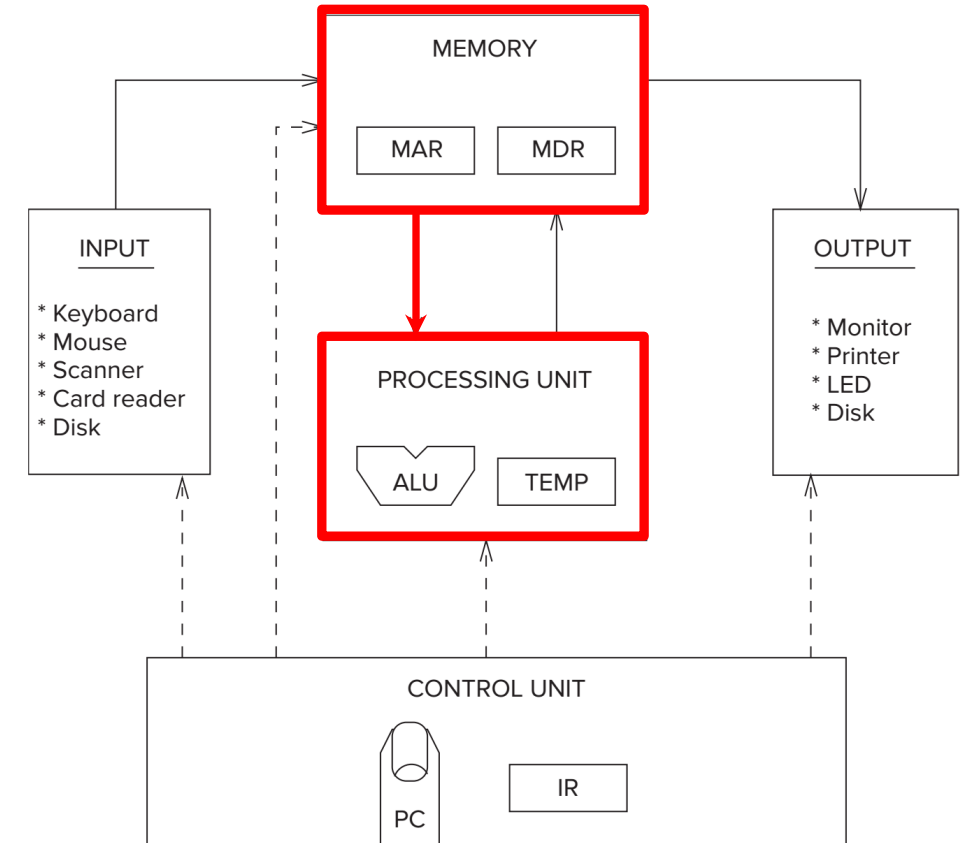 MEMORY
MAR
MDR
INPUT
* Keyboard
* Mouse
* Scanner
* Card reader
* Disk
OUTPUT
* Monitor
* Printer
* LED
* Disk
PROCESSING UNIT
ALU
TEMP
CONTROL UNIT
PC
IR